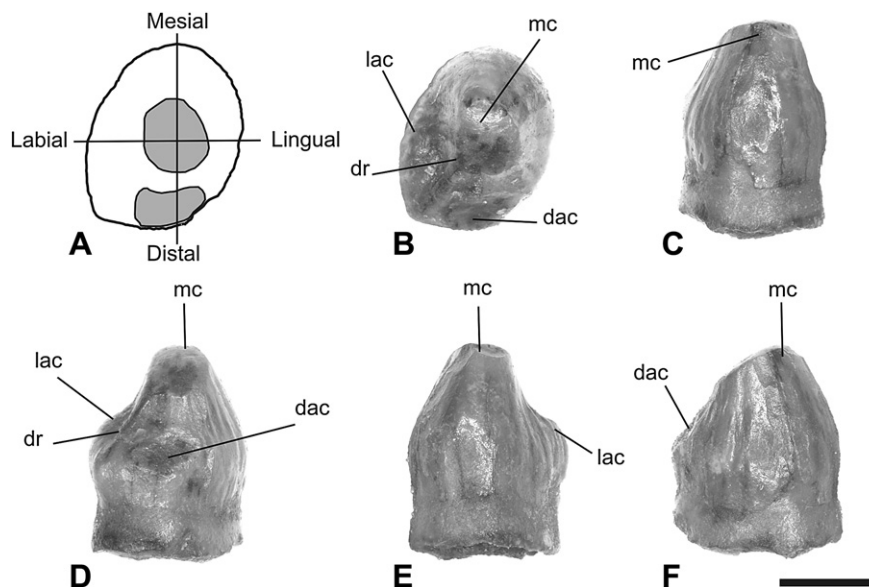 Mesial
Labial
Lingual
Distal
A
mc
lac
dr
dac
B
mc
C
mc
lac
dr
dac
D
mc
lac
E
mc
dac
F